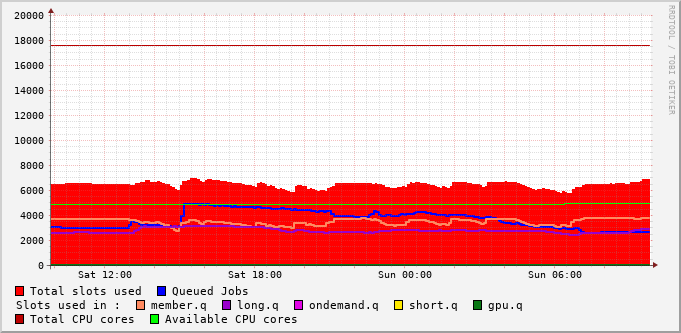 RRDTOOL / TOBI OETIKER
20000
18000
16000
14000
12000
10000
8000
6000
4000
2000
0
Sat 12:00 Sat 18:00 Sun 00:00 Sun 06:00
Total slots used Queued Jobs
Slots used in : member.q long.q ondemand.q short.q gpu.q
Total CPU cores Available CPU cores